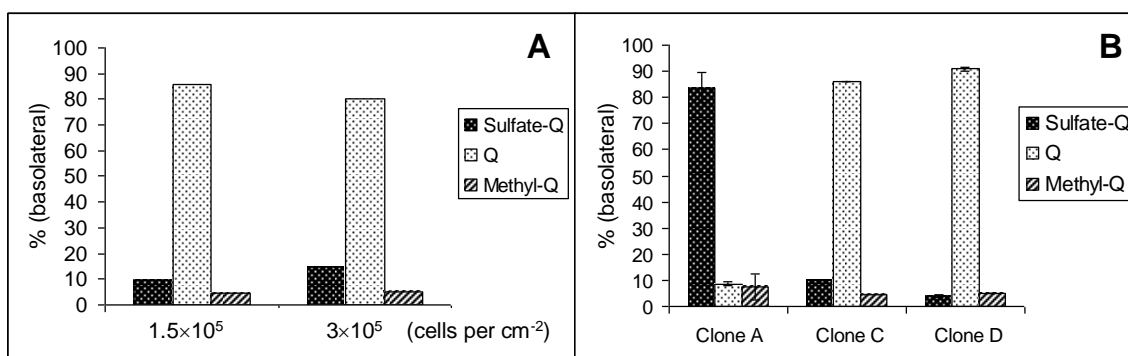 A
% (basolateral)
100
90
80
70
60
50
40
30
20
10
0
1.5×10⁵
3×10⁵
(cells per cm⁻²)
Sulfate-Q
Q
Methyl-Q
B
% (basolateral)
100
90
80
70
60
50
40
30
20
10
0
Clone A
Clone C
Clone D
Sulfate-Q
Q
Methyl-Q